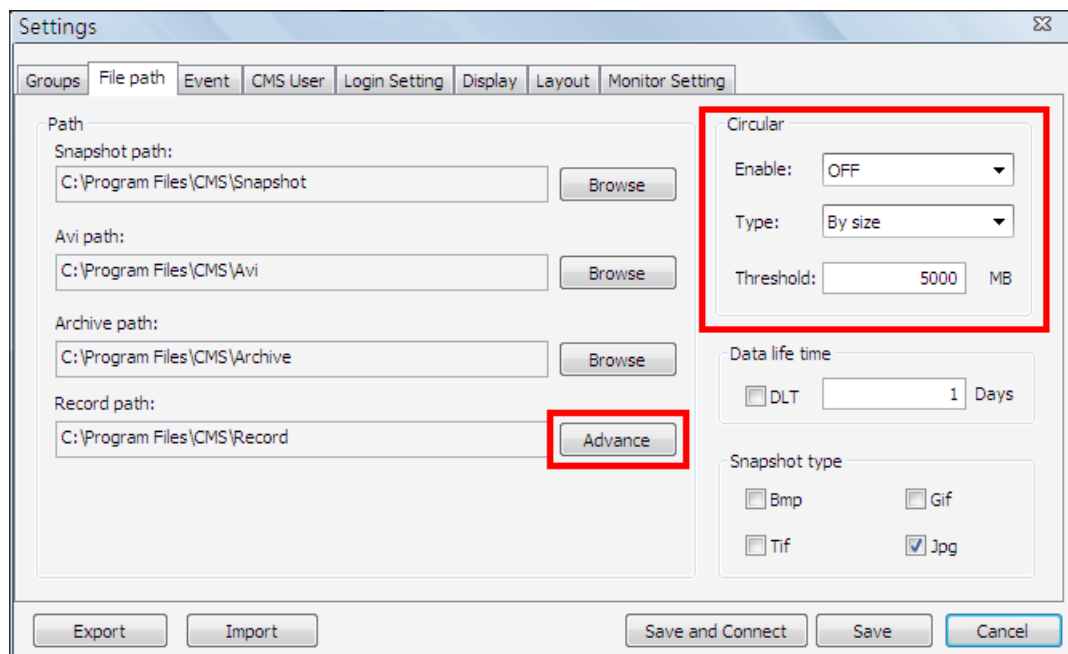 Settings
Groups File path Event CMS User Login Setting Display Layout Monitor Setting
Path
Snapshot path:
C:\Program Files\CMS\Snapshot Browse
Avi path:
C:\Program Files\CMS\Avi Browse
Archive path:
C:\Program Files\CMS\Archive Browse
Record path:
C:\Program Files\CMS\Record Advance
Circular
Enable: OFF
Type: By size
Threshold: 5000 MB
Data life time
DLT 1 Days
Snapshot type
Bmp Gif
Tif Jpg
Export Import Save and Connect Save Cancel